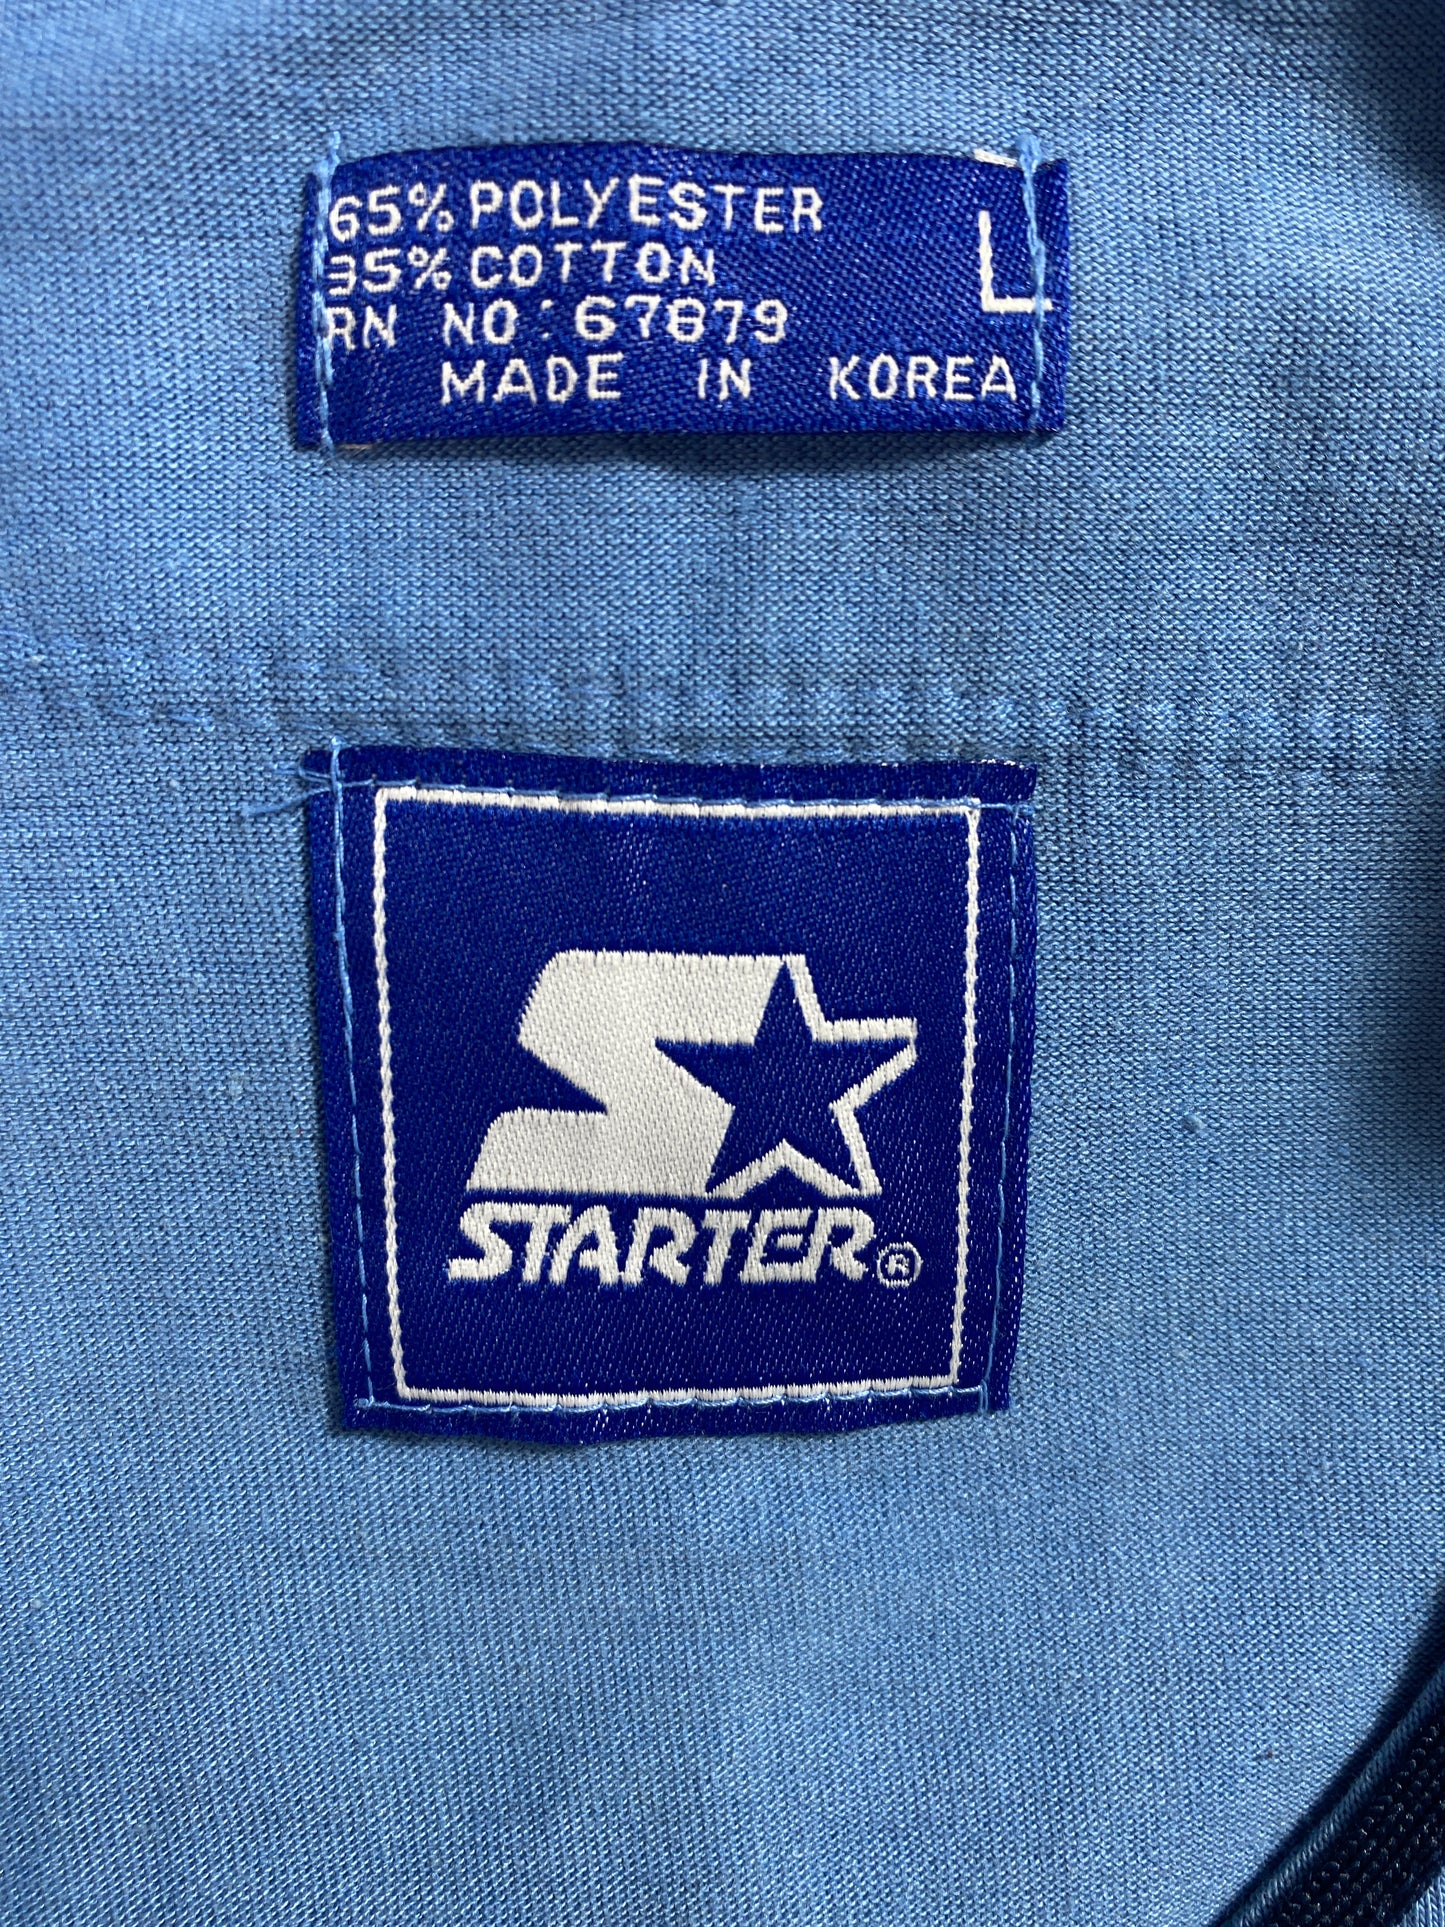 65% POLYESTER
35% COTTON
RN NO: 67879
MADE IN KOREA
L
STARTER®